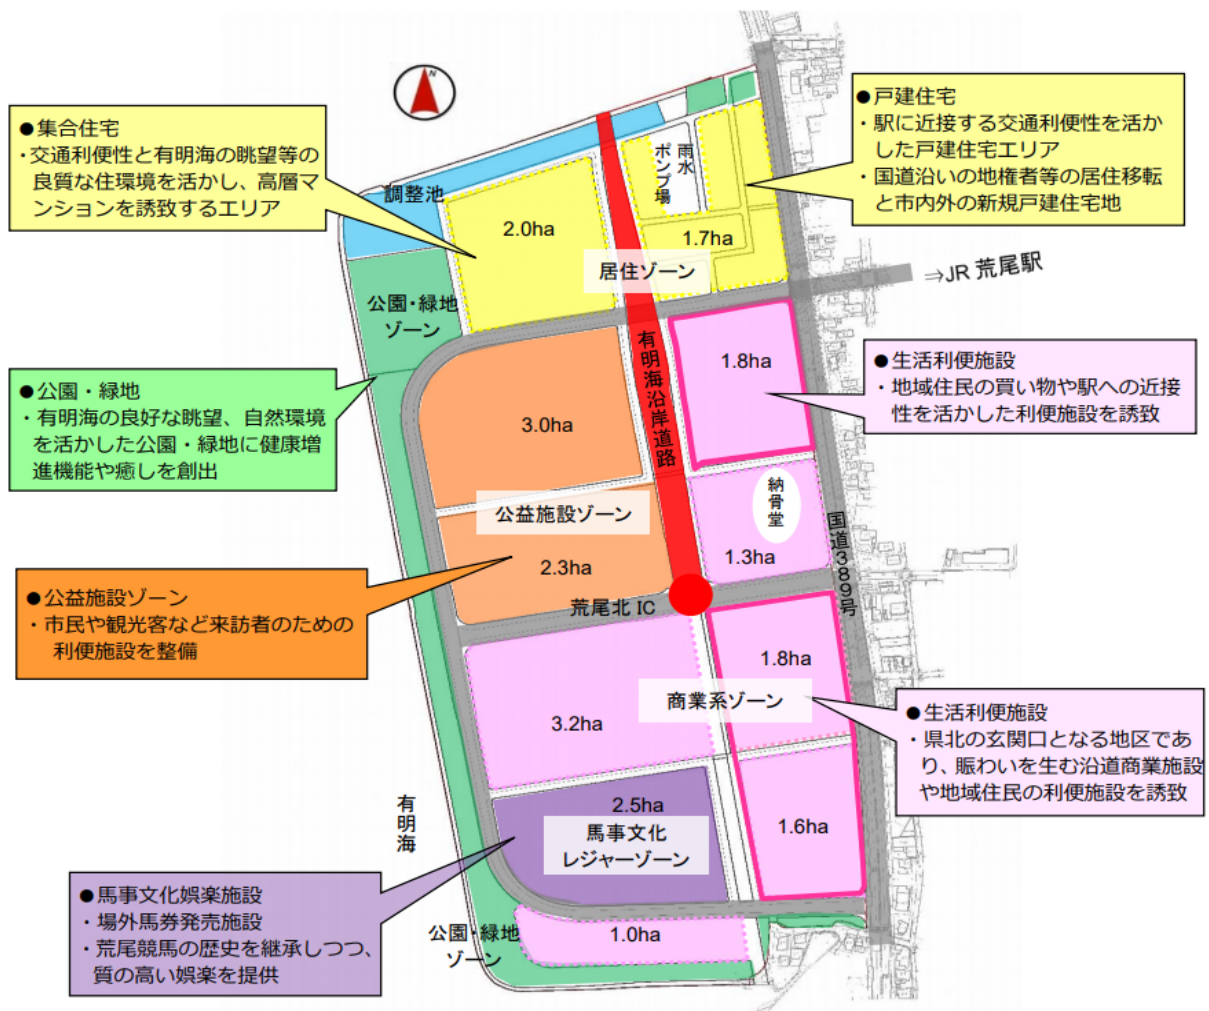 N
●集合住宅
・交通利便性と有明海の眺望等の
良質な住環境を活かし、高層マ
ンションを誘致するエリア
●戸建住宅
・駅に近接する交通利便性を活か
した戸建住宅エリア
・国道沿いの地権者等の居住移転
と市内外の新規戸建住宅地
調整池
雨水
ポンプ場
2.0ha
1.7ha
居住ゾーン
⇒JR 荒尾駅
公園・緑地
ゾーン
有明海沿岸道路
1.8ha
●生活利便施設
・地域住民の買い物や駅への近接
性を活かした利便施設を誘致
●公園・緑地
・有明海の良好な眺望、自然環境
を活かした公園・緑地に健康増
進機能や癒しを創出
3.0ha
公益施設ゾーン
2.3ha
納骨堂
1.3ha
国道389号
荒尾北 IC
●公益施設ゾーン
・市民や観光客など来訪者のための
利便施設を整備
1.8ha
商業系ゾーン
3.2ha
●生活利便施設
・県北の玄関口となる地区であ
り、賑わいを生む沿道商業施設
や地域住民の利便施設を誘致
有明海
2.5ha
馬事文化
レジャーゾーン
1.6ha
●馬事文化娯楽施設
・場外馬券発売施設
・荒尾競馬の歴史を継承しつつ、
質の高い娯楽を提供
公園・緑地
ゾーン
1.0ha